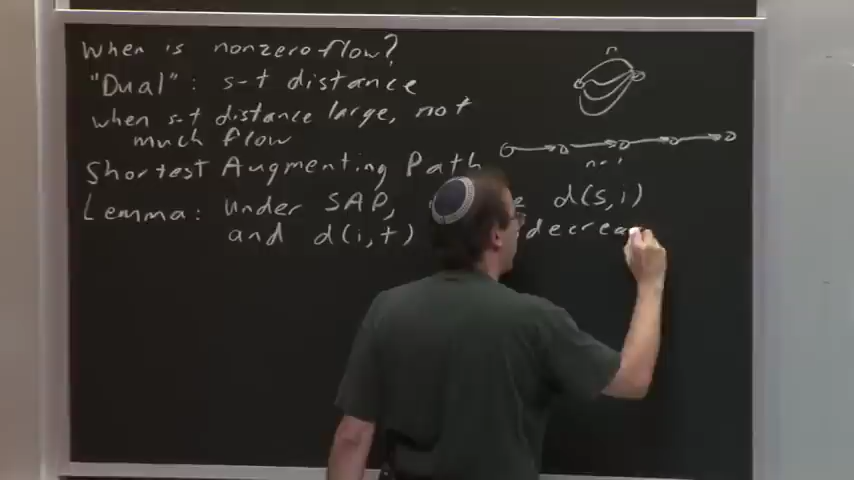 When is nonzero flow?
"Dual": s-t distance
when s-t distance large, not
much flow
Shortest Augmenting Path
Lemma: under SAP, d(s,i)
and d(i,t) decrea
n